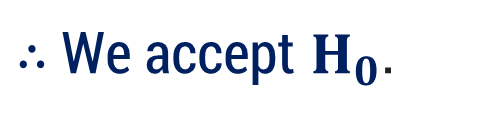 ∴ We accept H₀.